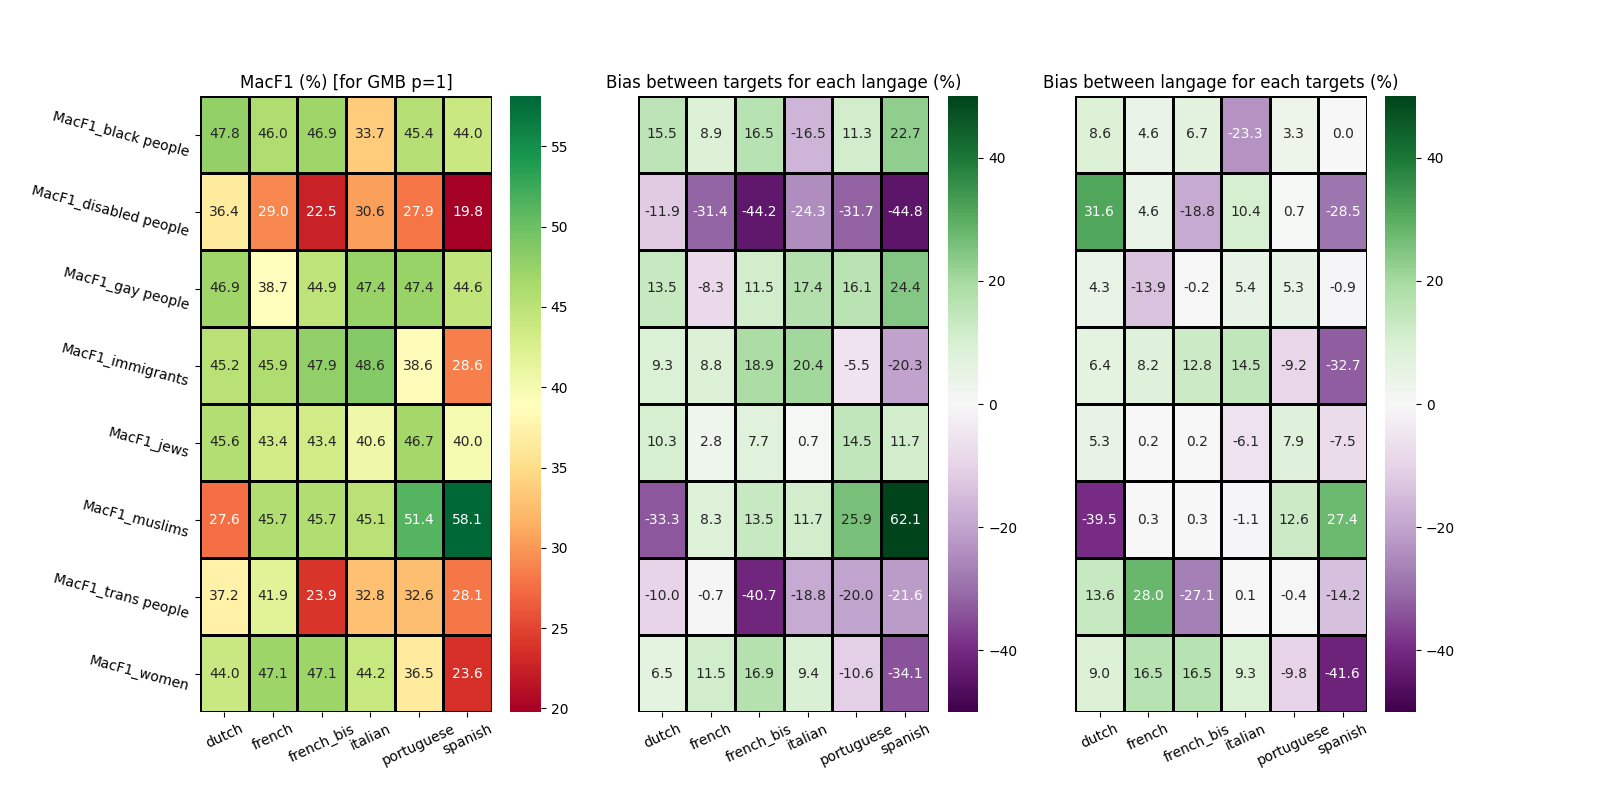 MacF1 (%) [for GMB p=1]
Bias between targets for each langage (%)
Bias between langage for each targets (%)
MacF1_black people 47.8 46.0 46.9 33.7 45.4 44.0
15.5 8.9 16.5 -16.5 11.3 22.7
8.6 4.6 6.7 -23.3 3.3 0.0
MacF1_disabled people 36.4 29.0 22.5 30.6 27.9 19.8
-11.9 -31.4 -44.2 -24.3 -31.7 -44.8
31.6 4.6 -18.8 10.4 0.7 -28.5
MacF1_gay people 46.9 38.7 44.9 47.4 47.4 44.6
13.5 -8.3 11.5 17.4 16.1 24.4
4.3 -13.9 -0.2 5.4 5.3 -0.9
MacF1_immigrants 45.2 45.9 47.9 48.6 38.6 28.6
9.3 8.8 18.9 20.4 -5.5 -20.3
6.4 8.2 12.8 14.5 -9.2 -32.7
MacF1_jews 45.6 43.4 43.4 40.6 46.7 40.0
10.3 2.8 7.7 0.7 14.5 11.7
5.3 0.2 0.2 -6.1 7.9 -7.5
MacF1_muslims 27.6 45.7 45.7 45.1 51.4 58.1
-33.3 8.3 13.5 11.7 25.9 62.1
-39.5 0.3 0.3 -1.1 12.6 27.4
MacF1_trans people 37.2 41.9 23.9 32.8 32.6 28.1
-10.0 -0.7 -40.7 -18.8 -20.0 -21.6
13.6 28.0 -27.1 0.1 -0.4 -14.2
MacF1_women 44.0 47.1 47.1 44.2 36.5 23.6
6.5 11.5 16.9 9.4 -10.6 -34.1
9.0 16.5 16.5 9.3 -9.8 -41.6
dutch french french_bis italian portuguese spanish
dutch french french_bis italian portuguese spanish
dutch french french_bis italian portuguese spanish
55
50
45
40
35
30
25
20
40
20
0
−20
−40
40
20
0
−20
−40